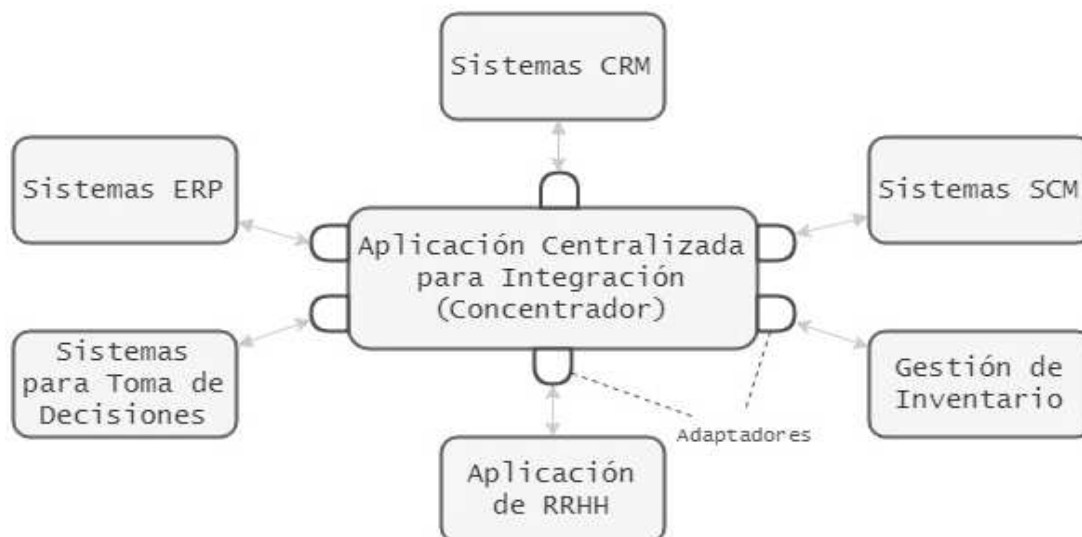 Sistemas CRM
Sistemas ERP
Sistemas SCM
Aplicación Centralizada
para Integración
(Concentrador)
Sistemas
para Toma de
Decisiones
Gestión de
Inventario
Adaptadores
Aplicación
de RRHH